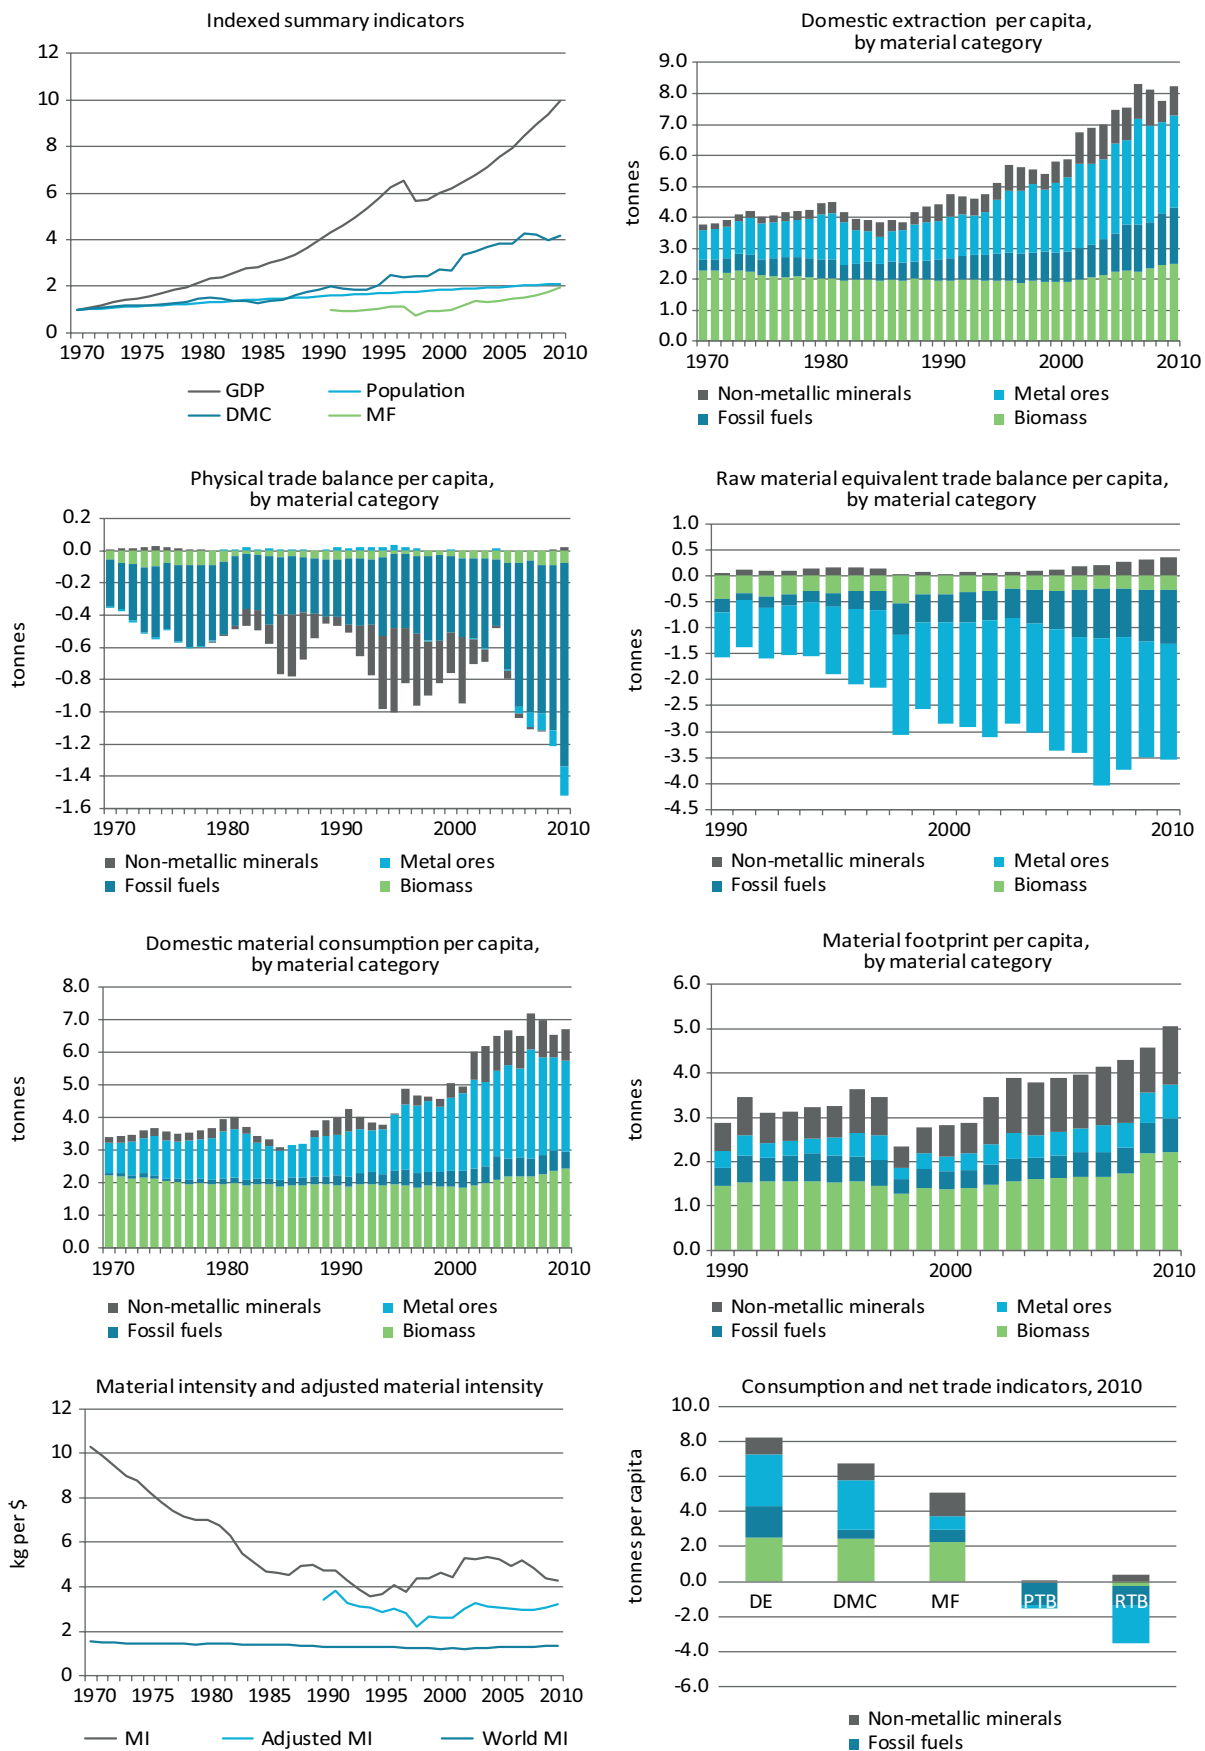 Indexed summary indicators
12
10
8
6
4
2
0
1970 1975 1980 1985 1990 1995 2000 2005 2010
GDP Population
DMC MF
Domestic extraction per capita,
by material category
tonnes
9.0
8.0
7.0
6.0
5.0
4.0
3.0
2.0
1.0
0.0
1970 1980 1990 2000 2010
Non-metallic minerals Metal ores
Fossil fuels Biomass
Physical trade balance per capita,
by material category
tonnes
0.2
0.0
-0.2
-0.4
-0.6
-0.8
-1.0
-1.2
-1.4
-1.6
1970 1980 1990 2000 2010
Non-metallic minerals Metal ores
Fossil fuels Biomass
Raw material equivalent trade balance per capita,
by material category
tonnes
1.0
0.5
0.0
-0.5
-1.0
-1.5
-2.0
-2.5
-3.0
-3.5
-4.0
-4.5
1990 2000 2010
Non-metallic minerals Metal ores
Fossil fuels Biomass
Domestic material consumption per capita,
by material category
tonnes
8.0
7.0
6.0
5.0
4.0
3.0
2.0
1.0
0.0
1970 1980 1990 2000 2010
Non-metallic minerals Metal ores
Fossil fuels Biomass
Material footprint per capita,
by material category
tonnes
6.0
5.0
4.0
3.0
2.0
1.0
0.0
1990 2000 2010
Non-metallic minerals Metal ores
Fossil fuels Biomass
Material intensity and adjusted material intensity
kg per $
12
10
8
6
4
2
0
1970 1975 1980 1985 1990 1995 2000 2005 2010
MI Adjusted MI World MI
Consumption and net trade indicators, 2010
tonnes per capita
10.0
8.0
6.0
4.0
2.0
0.0
-2.0
-4.0
-6.0
DE DMC MF PTB RTB
Non-metallic minerals
Fossil fuels